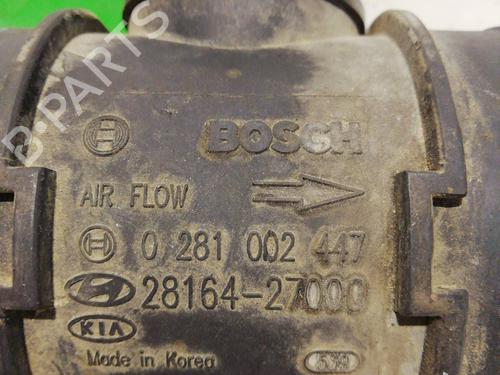 B-PARTS
BOSCH
AIR FLOW
0 281 002 447
28164-27000
KIA
Made in Korea